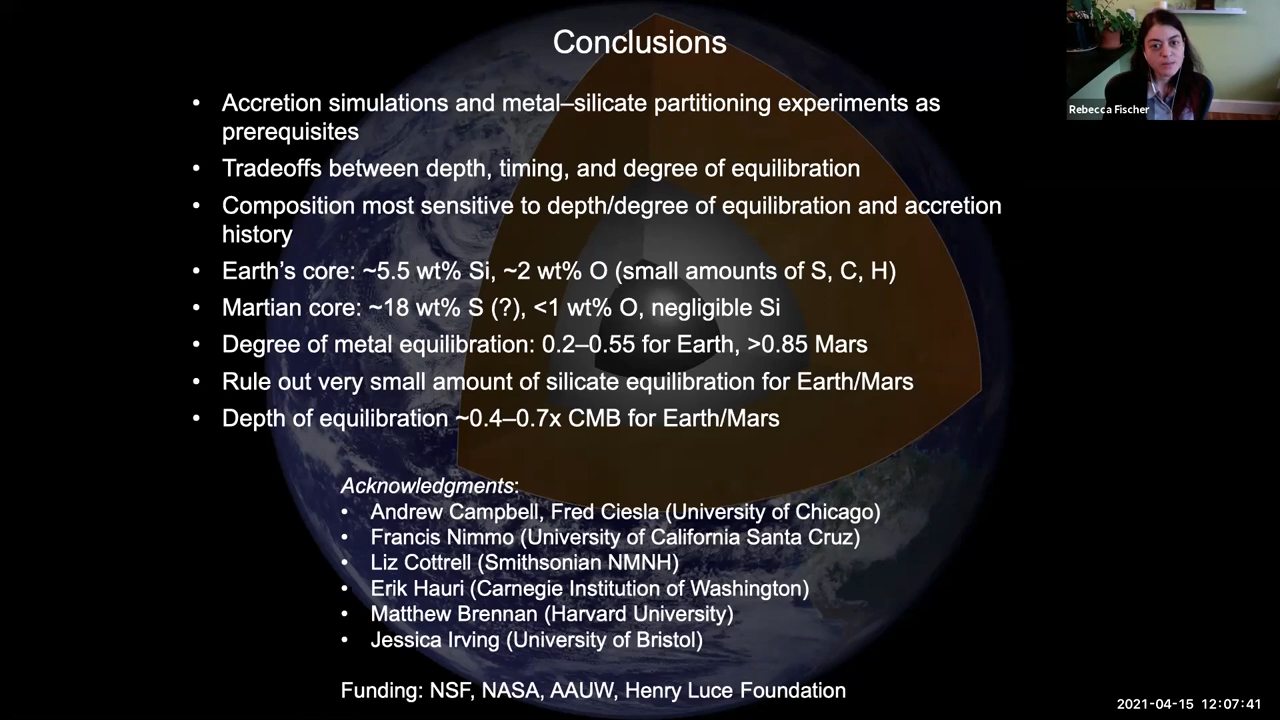 Conclusions
• Accretion simulations and metal–silicate partitioning experiments as
prerequisites
• Tradeoffs between depth, timing, and degree of equilibration
• Composition most sensitive to depth/degree of equilibration and accretion
history
• Earth's core: ~5.5 wt% Si, ~2 wt% O (small amounts of S, C, H)
• Martian core: ~18 wt% S (?), <1 wt% O, negligible Si
• Degree of metal equilibration: 0.2–0.55 for Earth, >0.85 Mars
• Rule out very small amount of silicate equilibration for Earth/Mars
• Depth of equilibration ~0.4–0.7x CMB for Earth/Mars
Acknowledgments:
• Andrew Campbell, Fred Ciesla (University of Chicago)
• Francis Nimmo (University of California Santa Cruz)
• Liz Cottrell (Smithsonian NMNH)
• Erik Hauri (Carnegie Institution of Washington)
• Matthew Brennan (Harvard University)
• Jessica Irving (University of Bristol)
Funding: NSF, NASA, AAUW, Henry Luce Foundation
Rebecca Fischer
2021-04-15 12:07:41